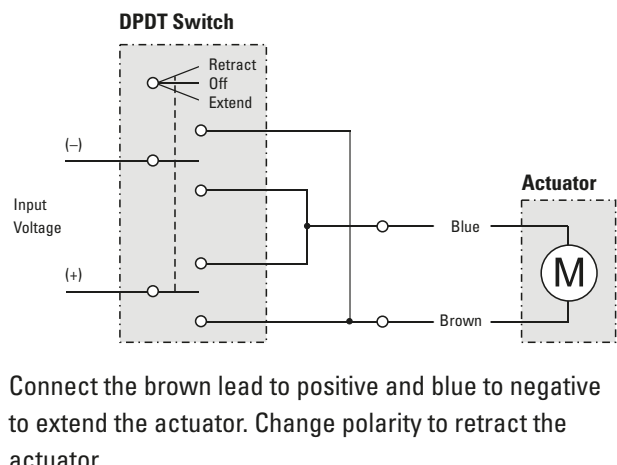 DPDT Switch
Retract
Off
Extend
(–)
Input
Voltage
(+)
Actuator
Blue
M
Brown
Connect the brown lead to positive and blue to negative
to extend the actuator. Change polarity to retract the
actuator